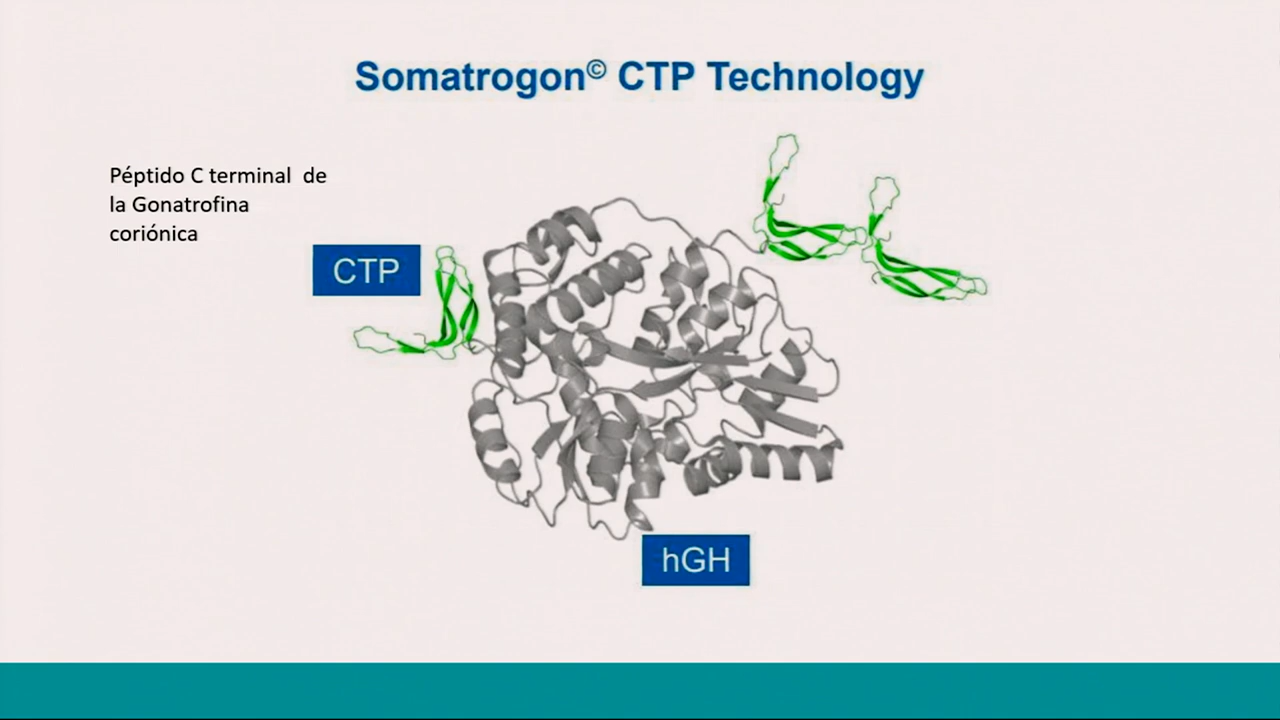 Somatrogon© CTP Technology
Péptido C terminal de
la Gonatrofina
coriónica
CTP
hGH